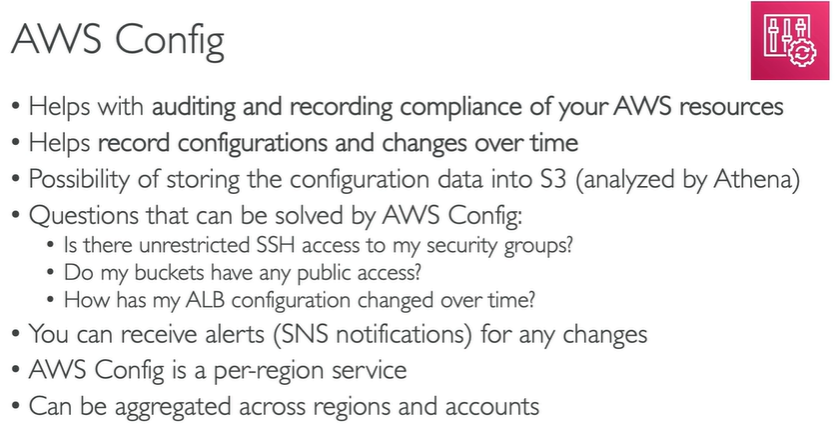 AWS Config
• Helps with auditing and recording compliance of your AWS resources
• Helps record configurations and changes over time
• Possibility of storing the configuration data into S3 (analyzed by Athena)
• Questions that can be solved by AWS Config:
• Is there unrestricted SSH access to my security groups?
• Do my buckets have any public access?
• How has my ALB configuration changed over time?
• You can receive alerts (SNS notifications) for any changes
• AWS Config is a per-region service
• Can be aggregated across regions and accounts